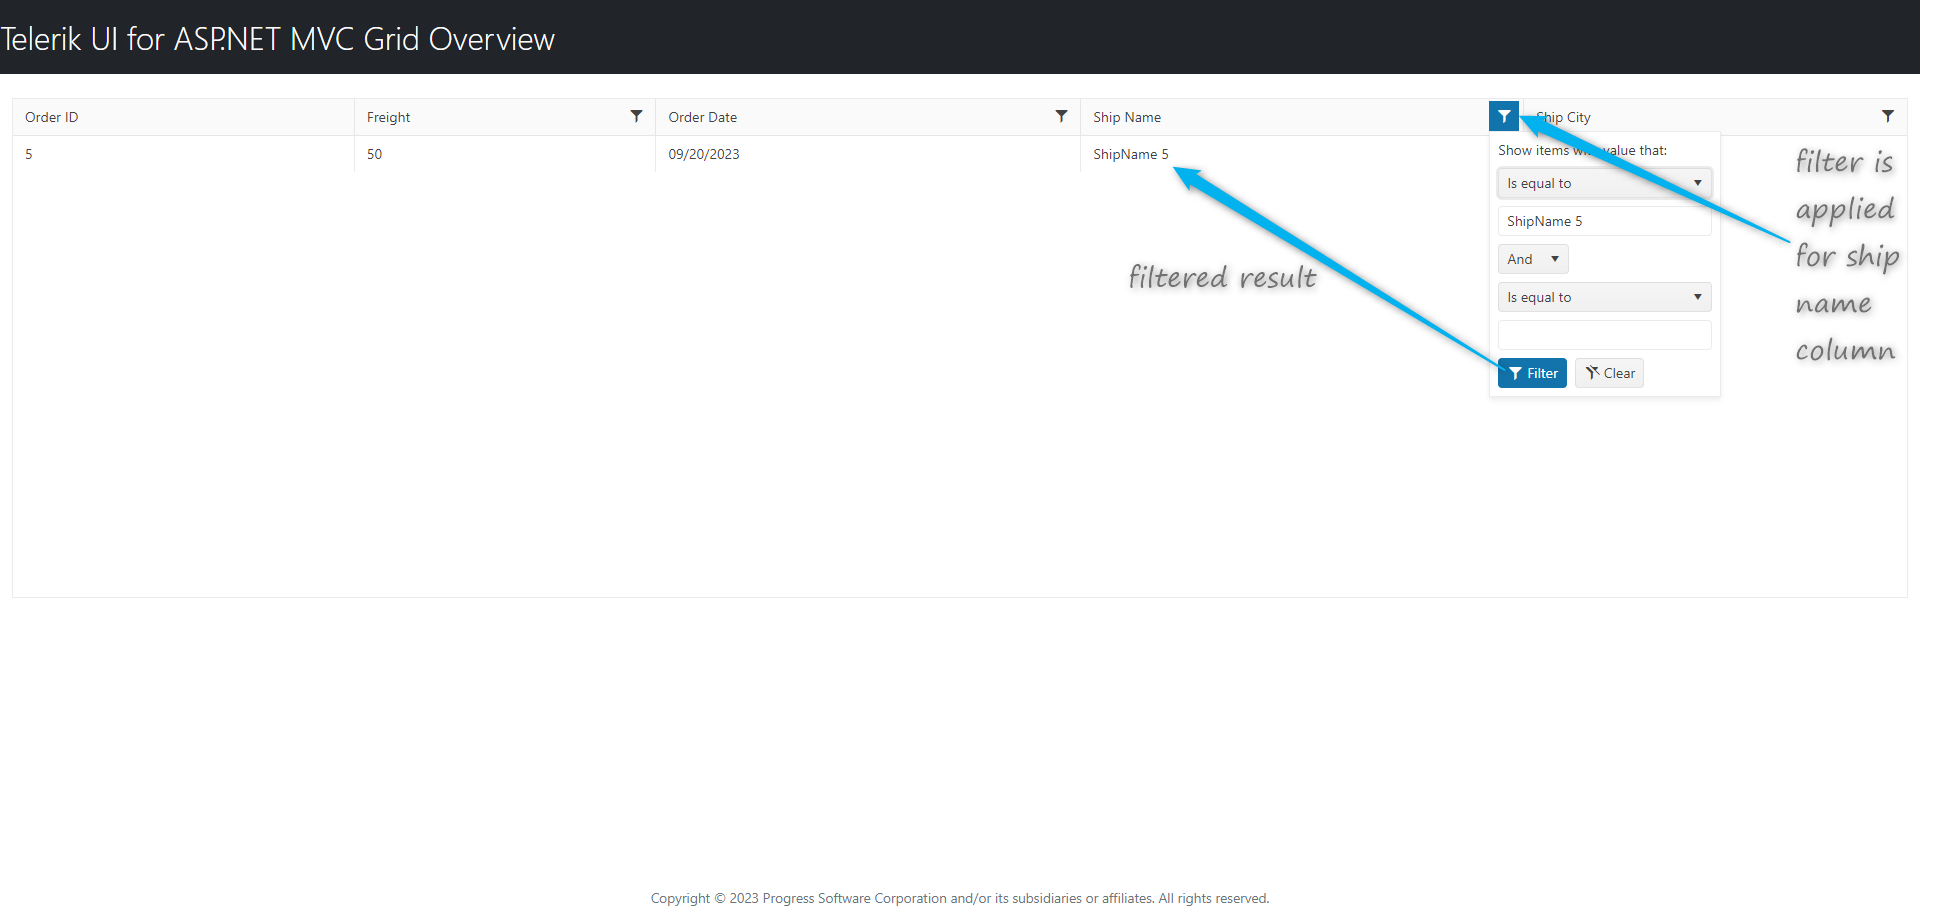 Telerik UI for ASP.NET MVC Grid Overview
Order ID
Freight
Order Date
Ship Name
Ship City
5
50
09/20/2023
ShipName 5
Show items with value that:
Is equal to
ShipName 5
And
Is equal to
Filter
Clear
filtered result
filter is
applied
for ship
name
column
Copyright © 2023 Progress Software Corporation and/or its subsidiaries or affiliates. All rights reserved.